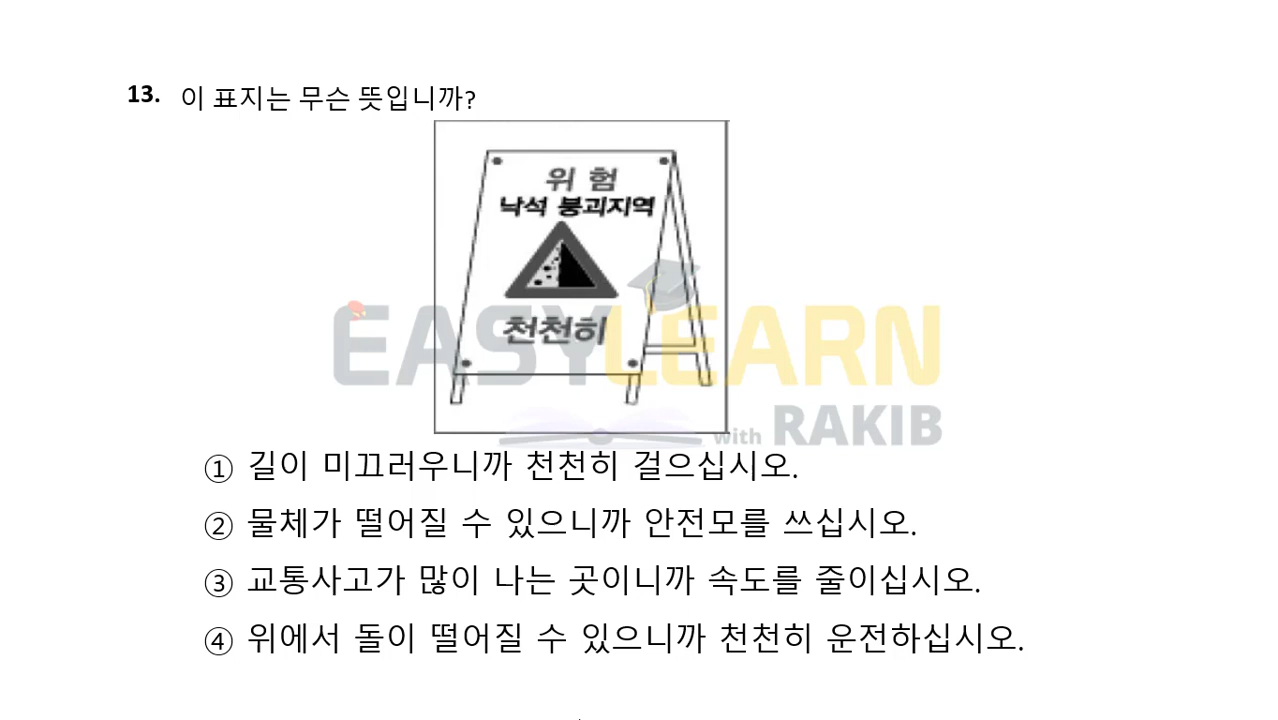 13. 이 표지는 무슨 뜻입니까?
위 험
낙석 붕괴지역
천천히
EASYLEARN
with RAKIB
① 길이 미끄러우니까 천천히 걸으십시오.
② 물체가 떨어질 수 있으니까 안전모를 쓰십시오.
③ 교통사고가 많이 나는 곳이니까 속도를 줄이십시오.
④ 위에서 돌이 떨어질 수 있으니까 천천히 운전하십시오.